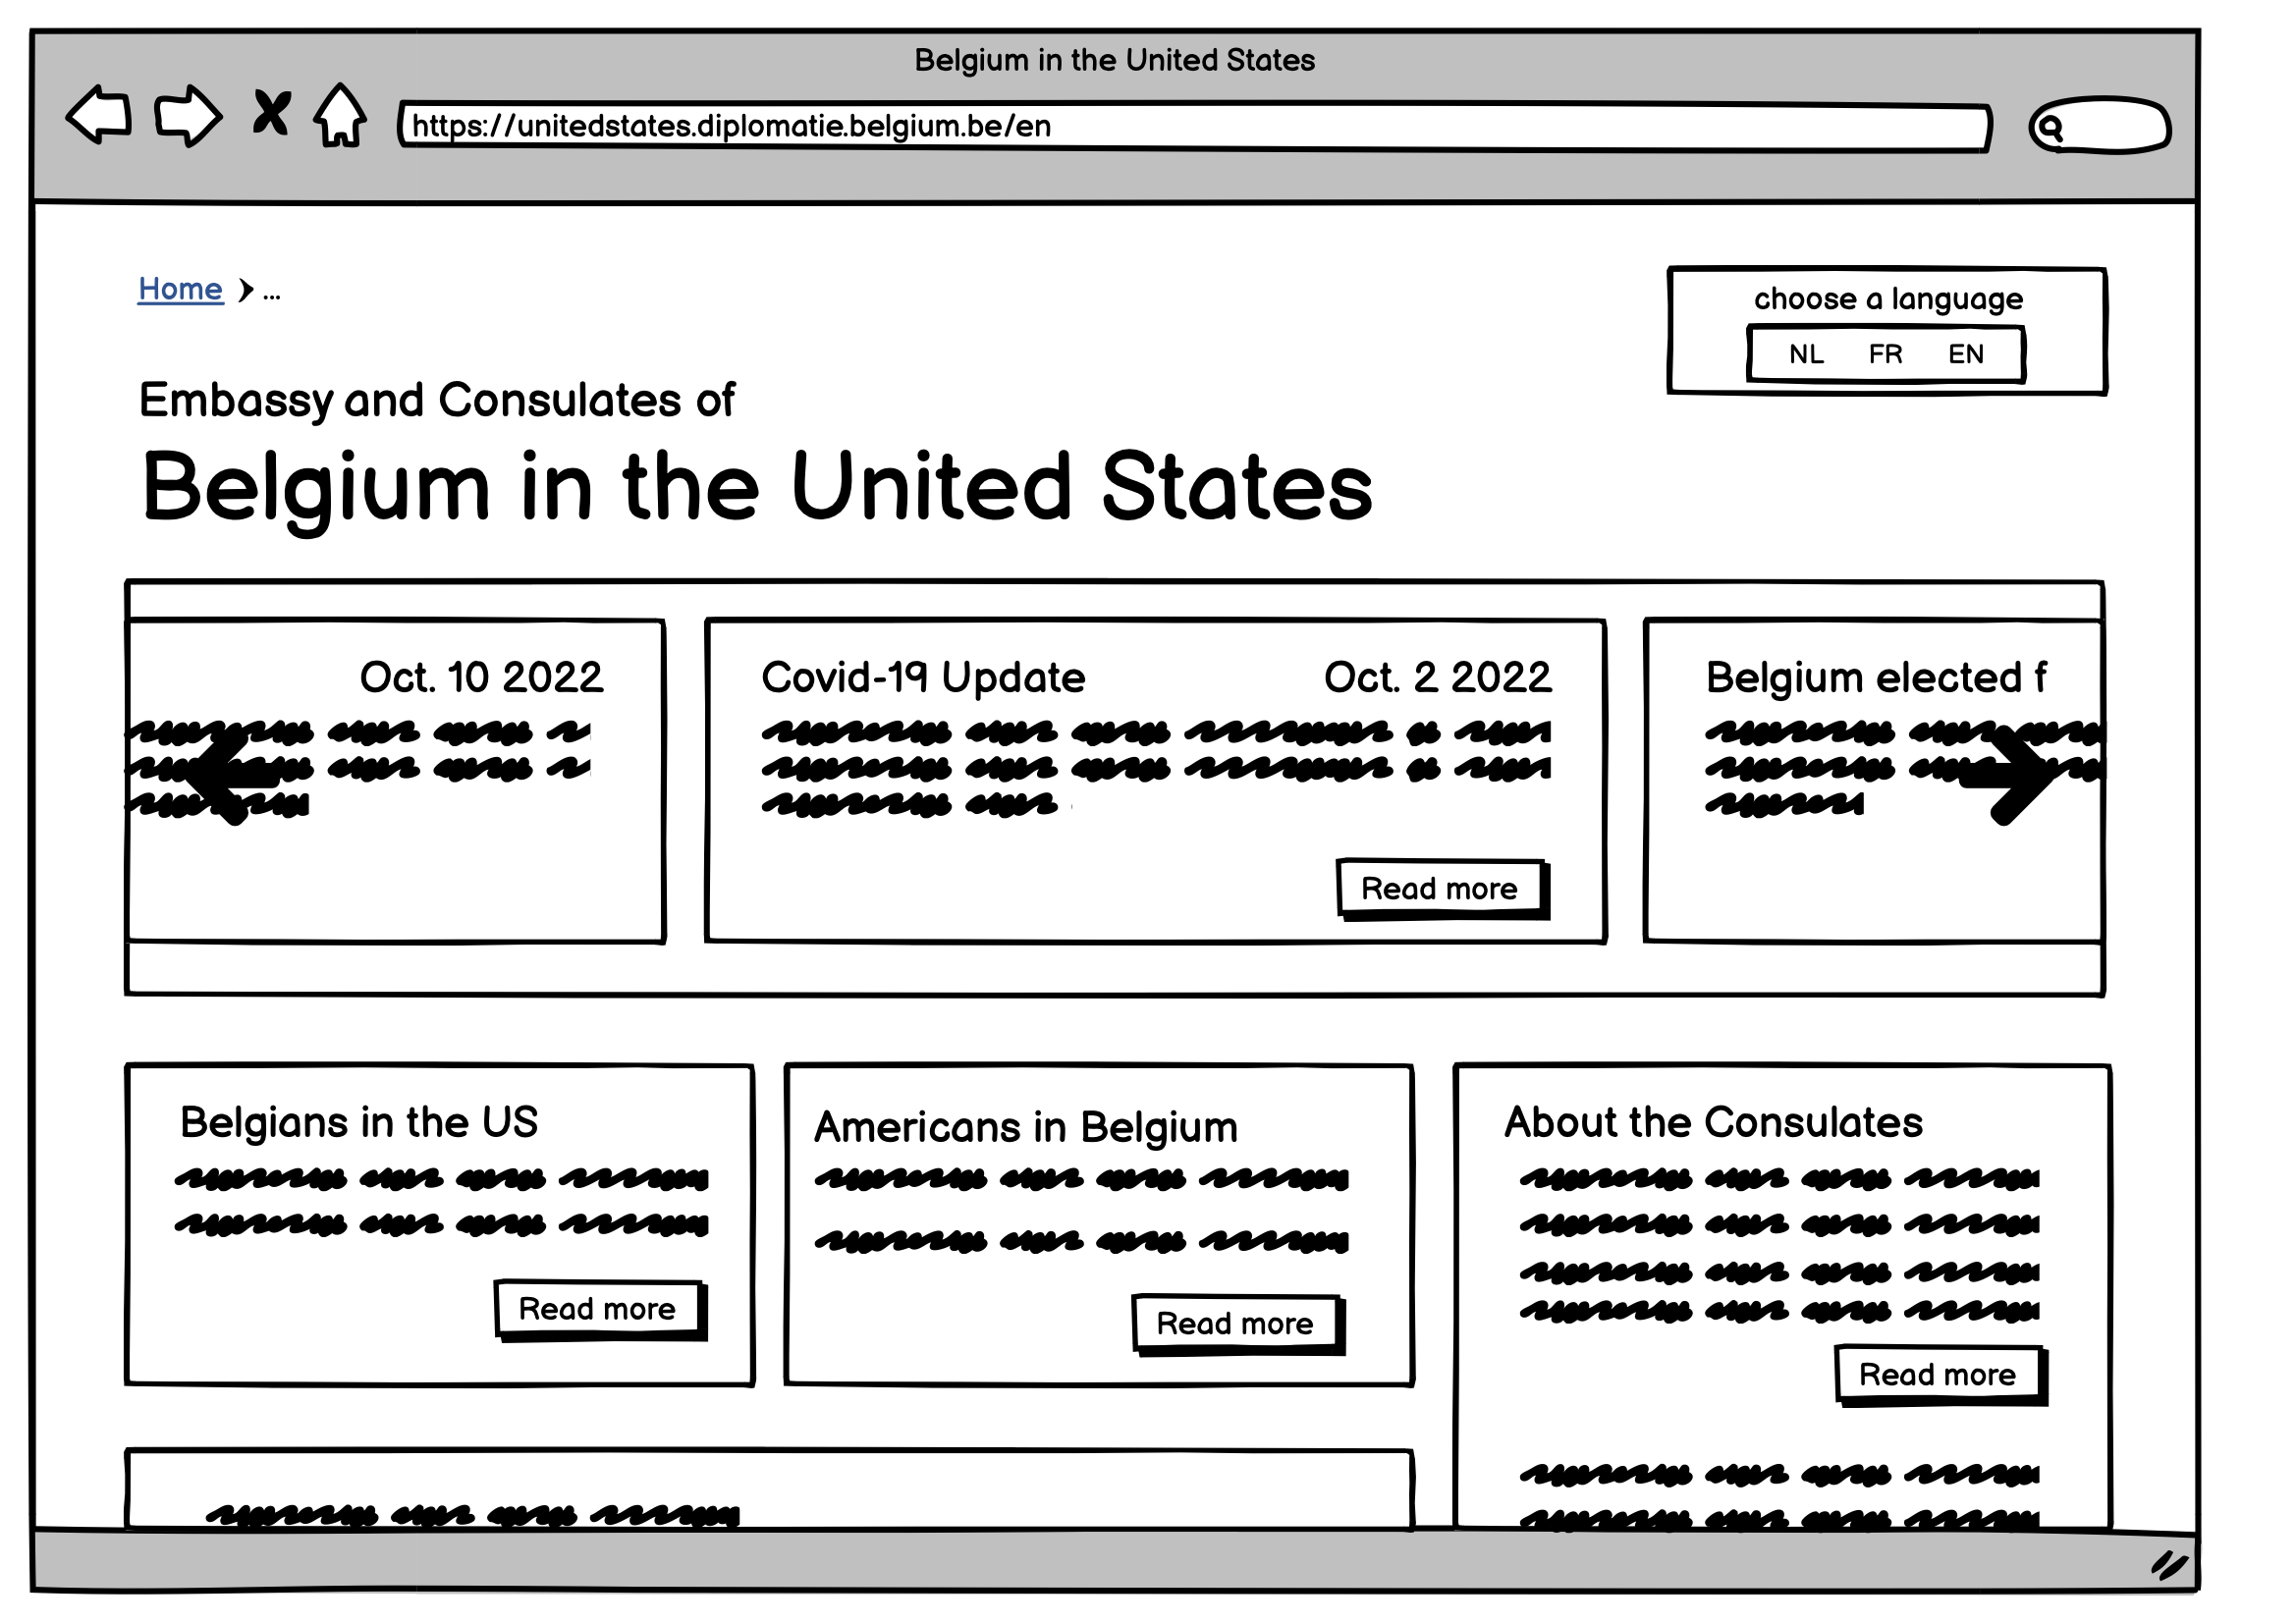 Belgium in the United States
https://unitedstates.diplomatie.belgium.be/en
Home ...
choose a language
NL FR EN
Embassy and Consulates of
Belgium in the United States
Oct. 10 2022
Covid-19 Update Oct. 2 2022
Read more
Belgium elected f
Belgians in the US
Read more
Americans in Belgium
Read more
About the Consulates
Read more